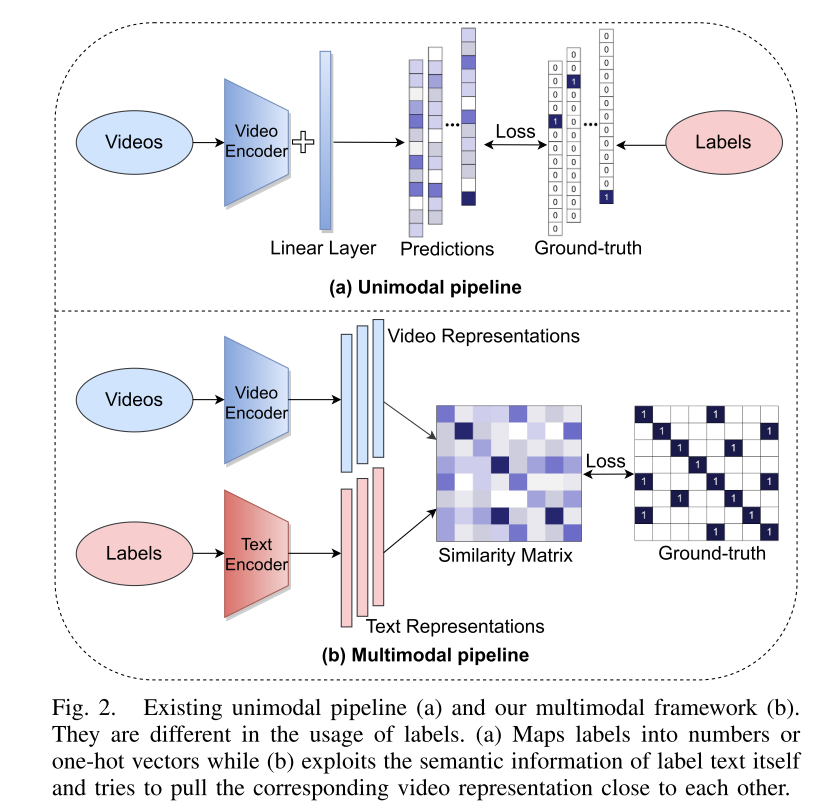 Videos
Video
Encoder
Linear Layer
...
Predictions
Loss
0
0
0
0
1
0
0
0
0
0
0
0
0
0
0
1
0
0
0
0
0
0
0
0
0
0
...
0
0
0
0
0
0
0
0
0
0
0
0
1
Ground-truth
Labels
(a) Unimodal pipeline
Video Representations
Videos
Video
Encoder
Labels
Text
Encoder
Text Representations
Similarity Matrix
Loss
1 1
1 1
1 1
1
1 1 1
1 1
1 1
1 1
Ground-truth
(b) Multimodal pipeline
Fig. 2. Existing unimodal pipeline (a) and our multimodal framework (b).
They are different in the usage of labels. (a) Maps labels into numbers or
one-hot vectors while (b) exploits the semantic information of label text itself
and tries to pull the corresponding video representation close to each other.